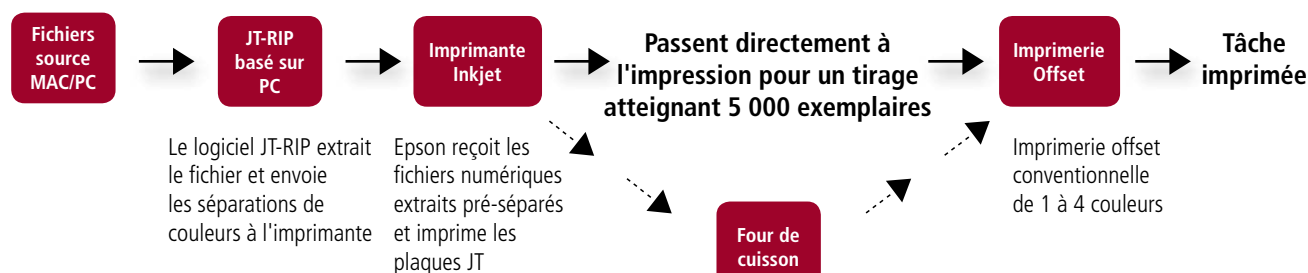 Fichiers
source
MAC/PC
JT-RIP
basé sur
PC
Imprimante
Inkjet
Passent directement à
l'impression pour un tirage
atteignant 5 000 exemplaires
Imprimerie
Offset
Tâche
imprimée
Le logiciel JT-RIP extrait
le fichier et envoie
les séparations de
couleurs à l'imprimante
Epson reçoit les
fichiers numériques
extraits pré-séparés
et imprime les
plaques JT
Four de
cuisson
Imprimerie offset
conventionnelle
de 1 à 4 couleurs